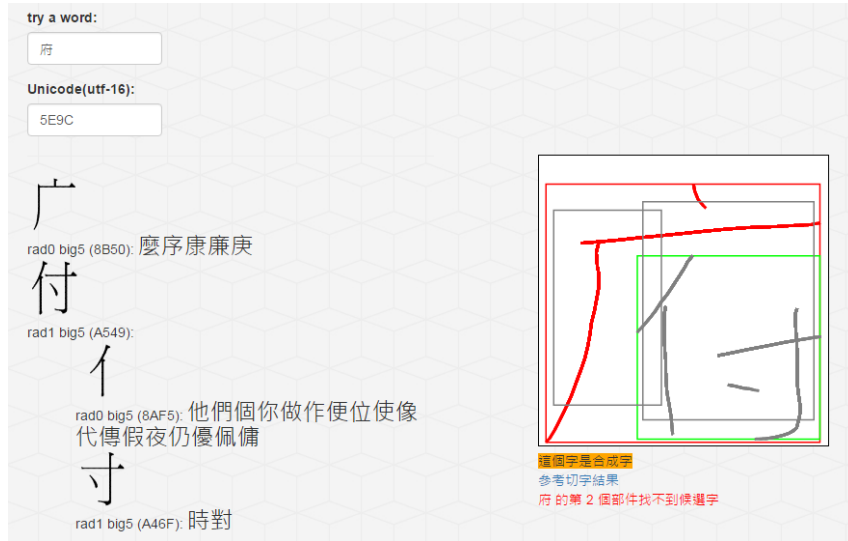 try a word:
府
Unicode(utf-16):
5E9C
广
rad0 big5 (8B50): 麼序康廉庚
付
rad1 big5 (A549):
亻
rad0 big5 (8AF5): 他們個你做作便位使像
代傳假夜仍優佩傭
寸
rad1 big5 (A46F): 時對
府
這個字是合成字
參考切字結果
府 的第 2 個部件找不到候選字